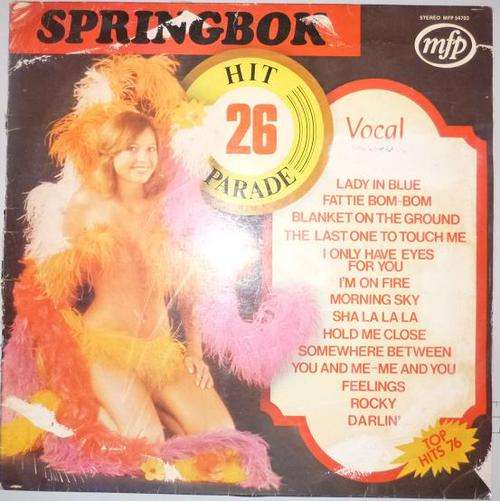 SPRINGBOK
STEREO MFP 54703
mfp
HIT
26
PARADE
Vocal
LADY IN BLUE
FATTIE BOM-BOM
BLANKET ON THE GROUND
THE LAST ONE TO TOUCH ME
I ONLY HAVE EYES
FOR YOU
I'M ON FIRE
MORNING SKY
SHA LA LA LA
HOLD ME CLOSE
SOMEWHERE BETWEEN
YOU AND ME-ME AND YOU
FEELINGS
ROCKY
DARLIN'
TOP
HITS '76